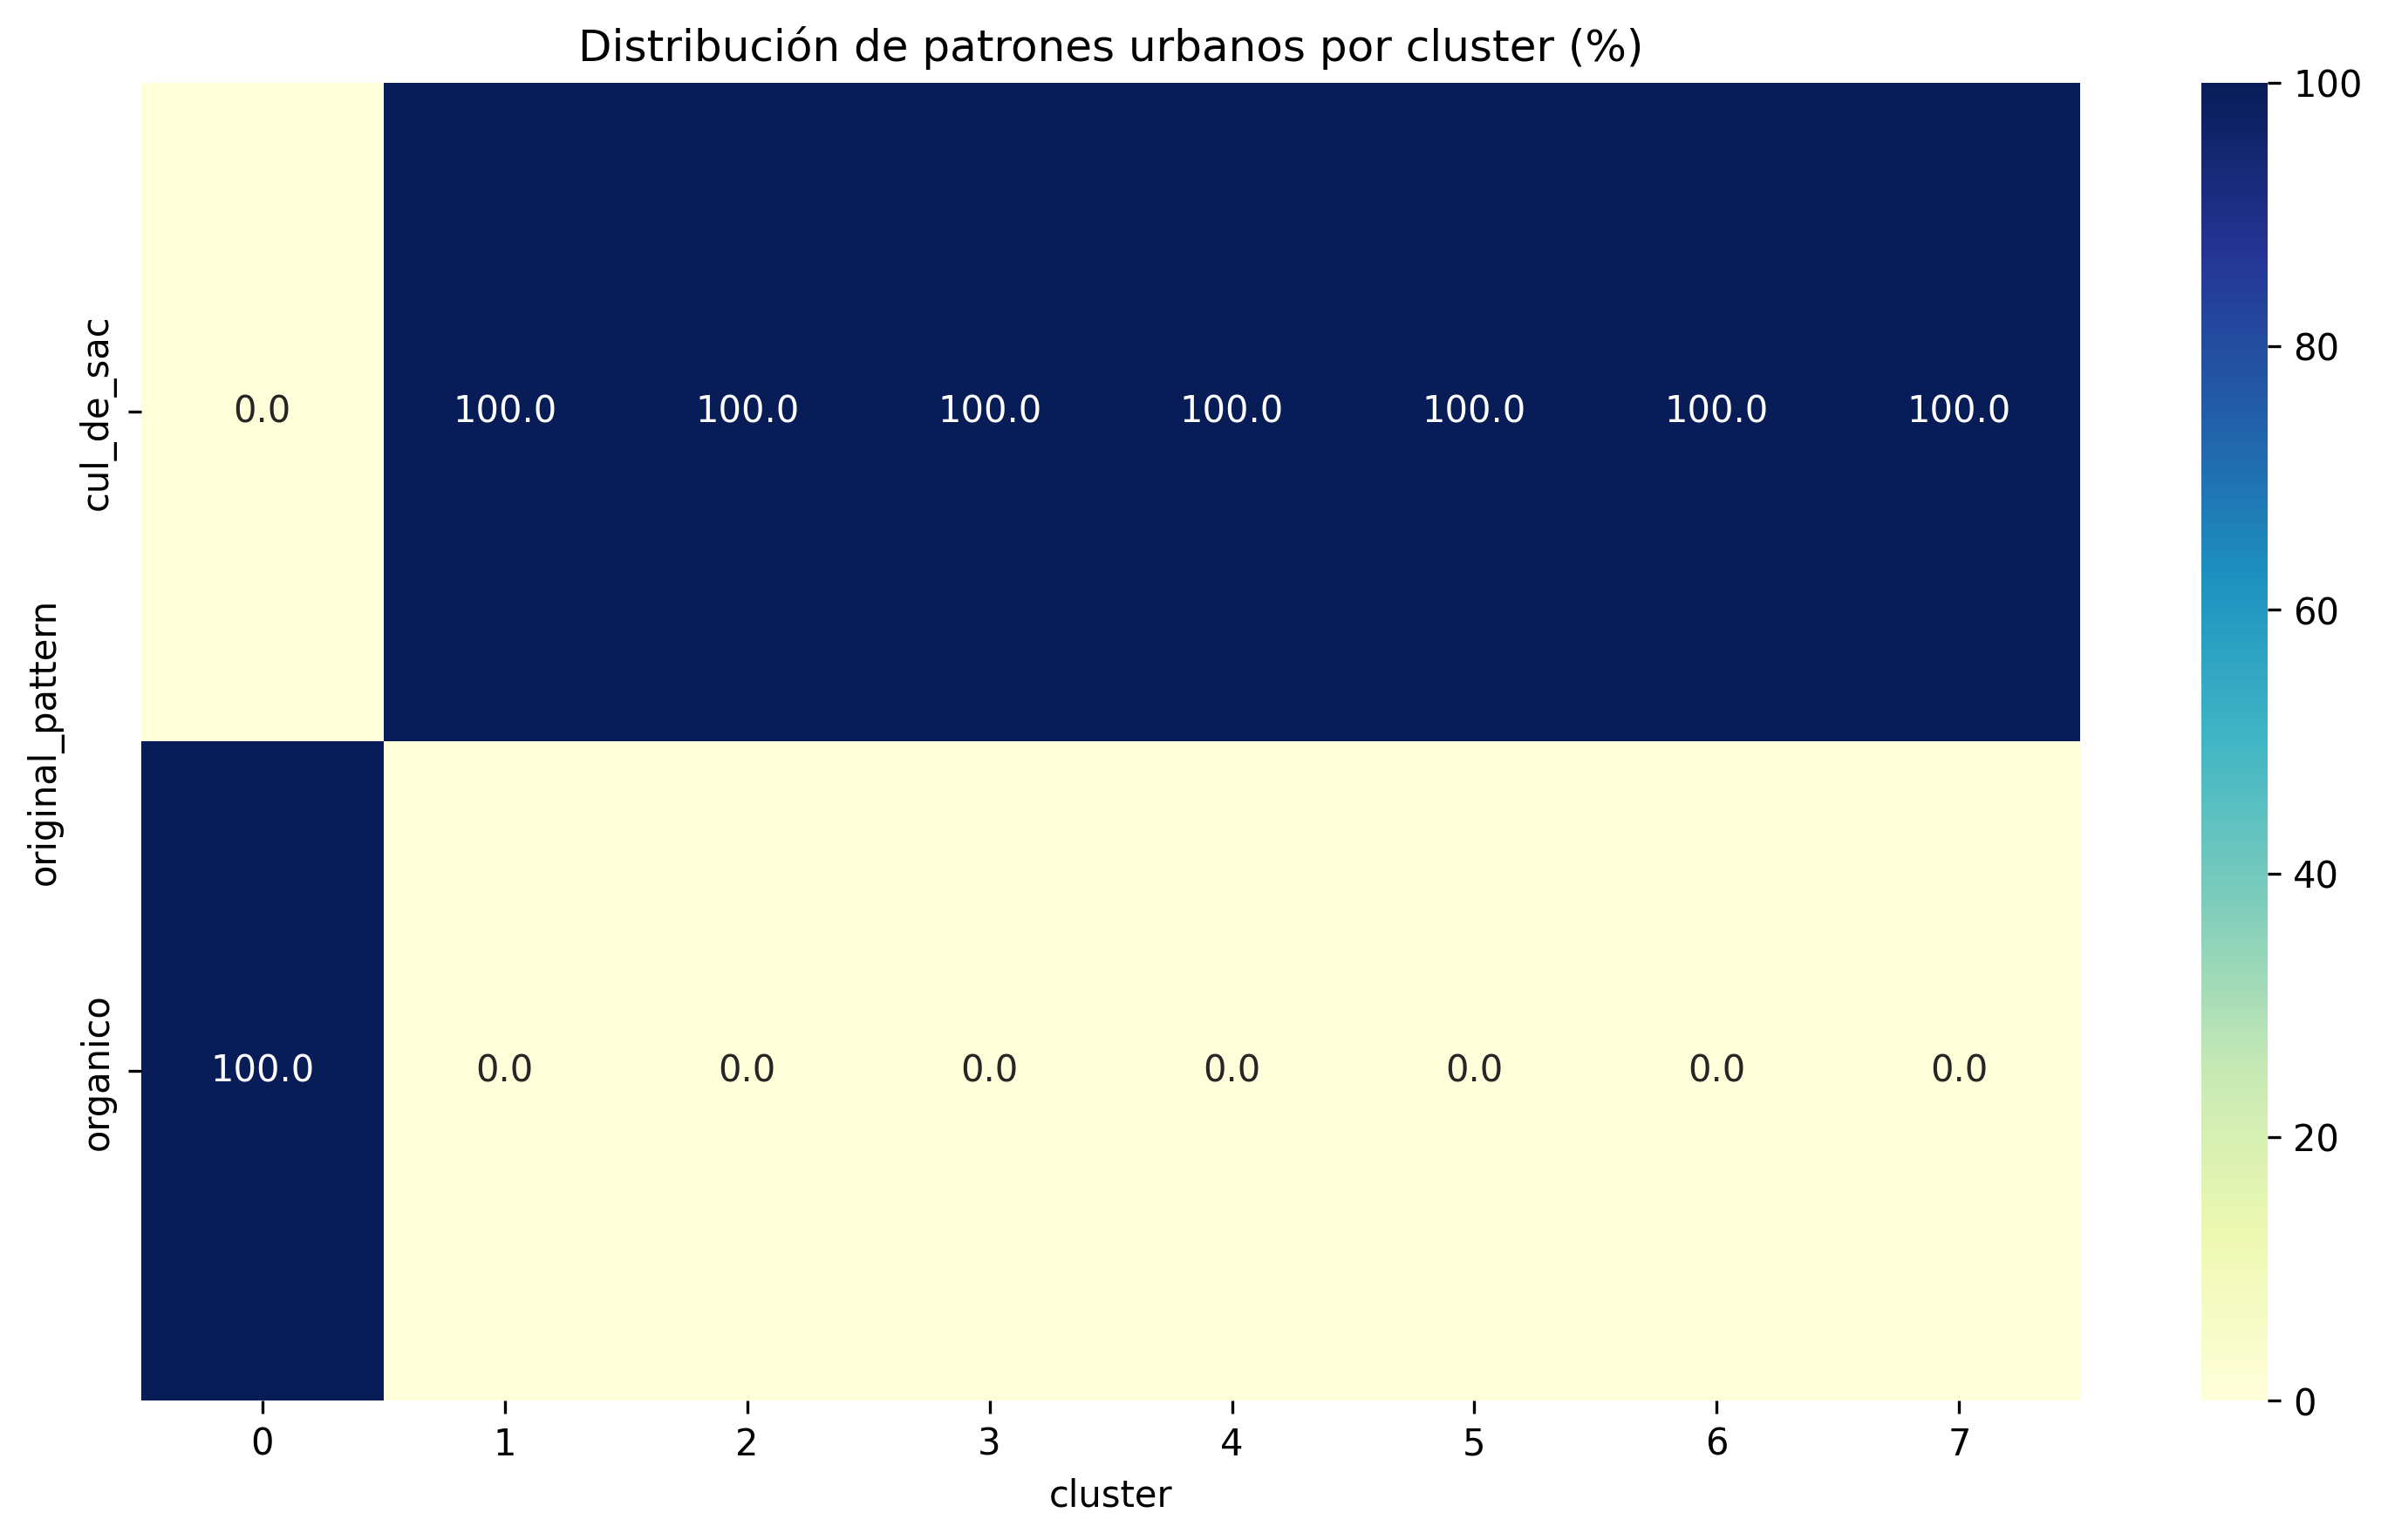 Distribución de patrones urbanos por cluster (%)
original_pattern
cul_de_sac
0.0 100.0 100.0 100.0 100.0 100.0 100.0 100.0
organico
100.0 0.0 0.0 0.0 0.0 0.0 0.0 0.0
0 1 2 3 4 5 6 7
cluster
100
80
60
40
20
0